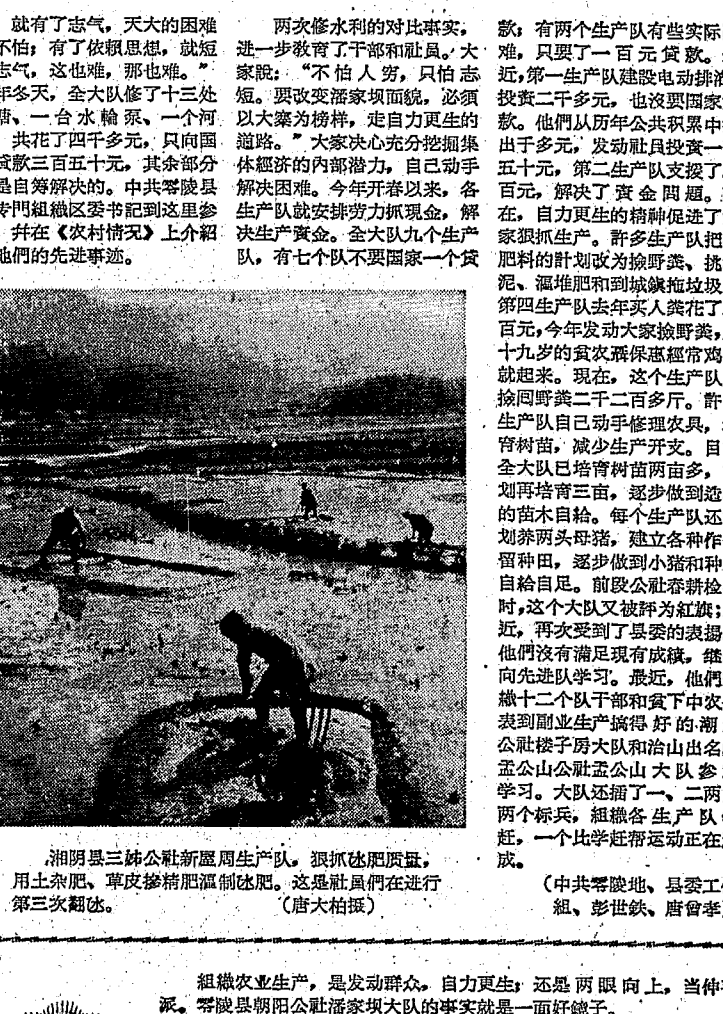 就有了志气，天大的困难
不怕；有了依賴思想，就短
志气，这也难，那也难。”
年冬天，全大队修了十三处
塘、一台水輪泵、一个河
共花了四千多元，只向国
貸款三百五十元，其余部分
是自筹解决的。中共零陵县
专門組織区委书記到这里参
幷在《农村情况》上介紹
他們的先进事迹。
两次修水利的对比事实，
进一步敎育了干部和社員。大
家說：“不怕人穷，只怕志
短。要改变潘家坝面貌，必須
以大寨为榜样，走自力更生的
道路。”大家决心充分挖掘集
体經济的内部潜力，自己动手
解决困难。今年开春以来，各
生产队就安排劳力抓現金，解
决生产資金。全大队九个生产
队，有七个队不要国家一个貸
款；有两个生产队有些实际
难，只要了一百元貸款。
近，第一生产队建設电动排灌
投資二千多元，也沒要国家
款。他們从历年公共积累中
出于多元，发动社員投資一
五十元，第二生产队支援了
百元，解决了資金問題。
在，自力更生的精神促进了
家狠抓生产。許多生产队把
肥料的計划改为撿野粪、挑
泥、漚堆肥和到城鎮拖垃圾
第四生产队去年买人粪花了
百元，今年发动大家撿野粪，
十九岁的貧农聶保惠經常鸡
就起来。現在，这个生产队
撿囘野粪二千二百多斤。許
生产队自己动手修理农具，
育树苗，减少生产开支。目
全大队已培育树苗两亩多，
划再培育三亩，逐步做到造
的苗木自給。每个生产队还
划养两头母猪，建立各种作
留种田，逐步做到小猪和种
自給自足。前段公社春耕检
时，这个大队又被評为紅旗；
近，再次受到了县委的表揚
他們沒有滿足現有成績，继
向先进队学习。最近，他們
織十二个队干部和貧下中农
表到副业生产搞得好的潮
公社楼子房大队和治山出名
孟公山公社孟公山大队参
学习。大队还插了一、二两
两个标兵，組織各生产队
赶，一个比学赶帮运动正在
成。
（中共零陵地、县委工
組、彭世鉄、唐曾孝
湘阴县三姊公社新屋周生产队，狠抓氹肥质量，
用土杂肥、草皮掺精肥漚制氹肥。这是社員們在进行
第三次翻氹。　（唐大柏摄）
組織农业生产，是发动群众，自力更生；还是两眼向上，当伸手
派。零陵县朝阳公社潘家坝大队的事实就是一面好鏡子。